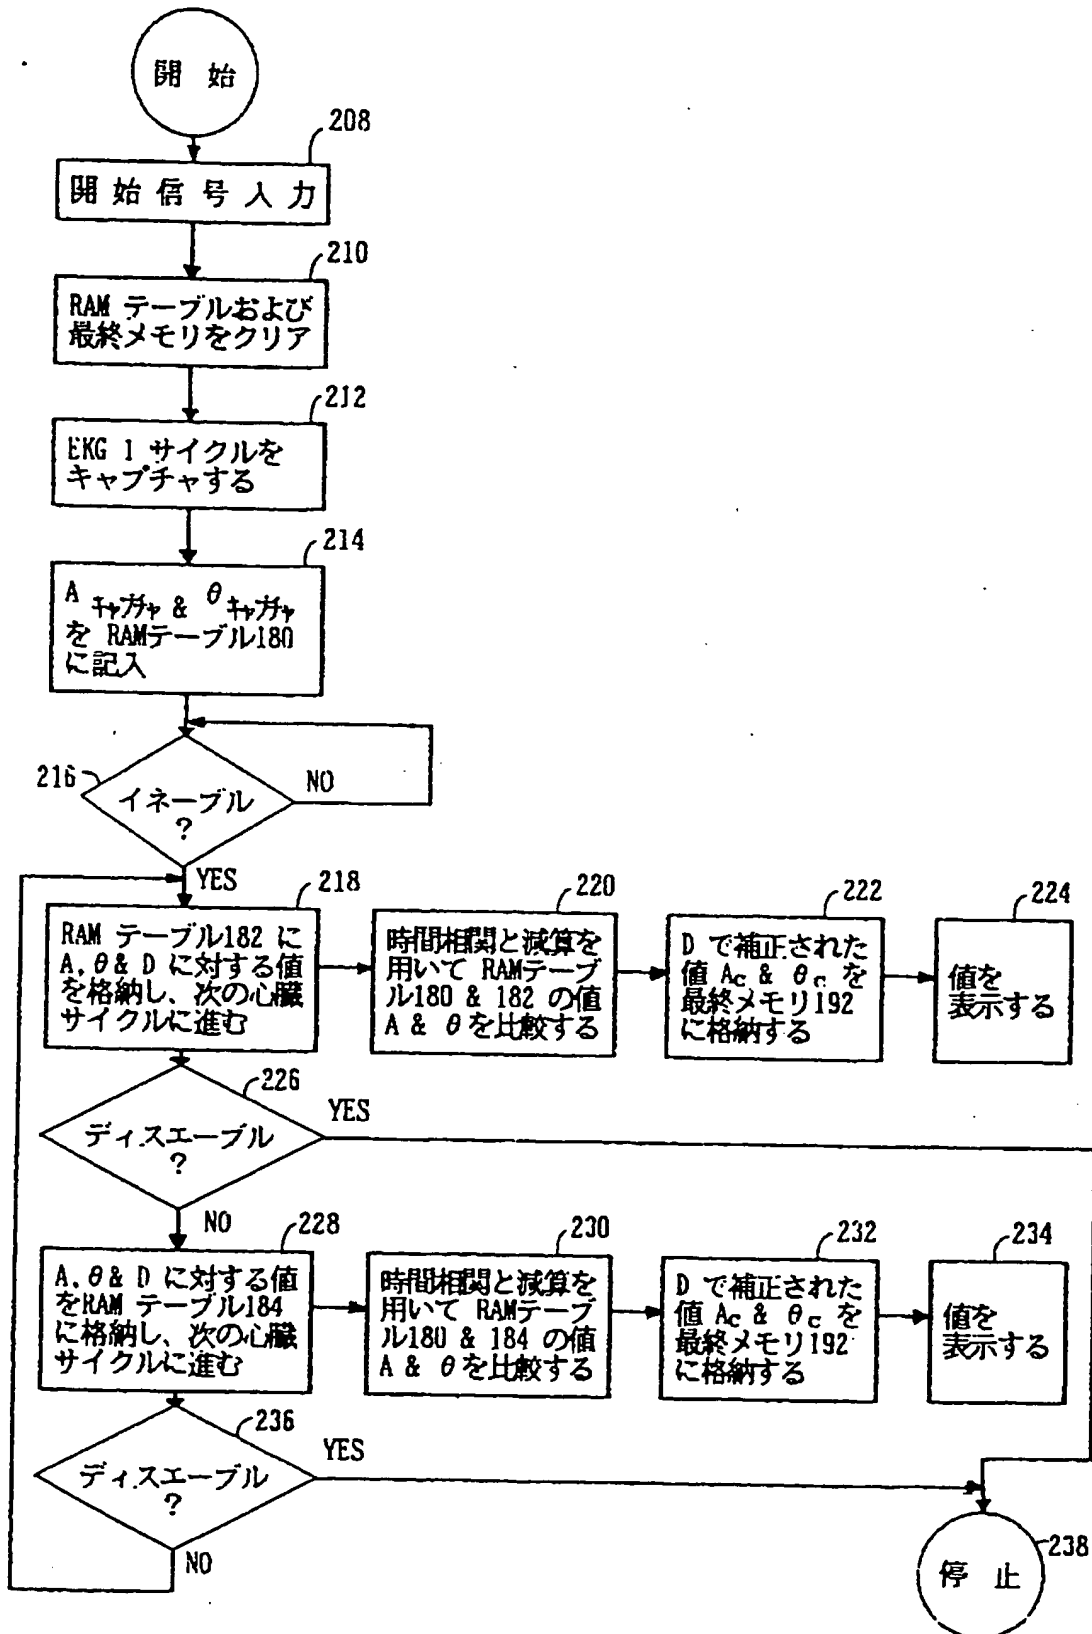 開始
208
開始信号入力
210
RAM テーブルおよび
最終メモリをクリア
212
EKG 1 サイクルを
キャプチャする
214
A キャプチャ & θ キャプチャ
を RAMテーブル180
に記入
216
イネーブル
?
NO
YES
218
RAM テーブル182 に
A, θ & D に対する値
を格納し、次の心臓
サイクルに進む
220
時間相関と減算を
用いて RAMテーブ
ル180 & 182 の値
A & θ を比較する
222
D で補正された
値 Ac & θc を
最終メモリ192
に格納する
224
値を
表示する
226
ディスエーブル
?
YES
NO
228
A, θ & D に対する値
をRAM テーブル184
に格納し、次の心臓
サイクルに進む
230
時間相関と減算を
用いて RAMテーブ
ル180 & 184 の値
A & θ を比較する
232
D で補正された
値 Ac & θc を
最終メモリ192
に格納する
234
値を
表示する
236
ディスエーブル
?
YES
NO
238
停止